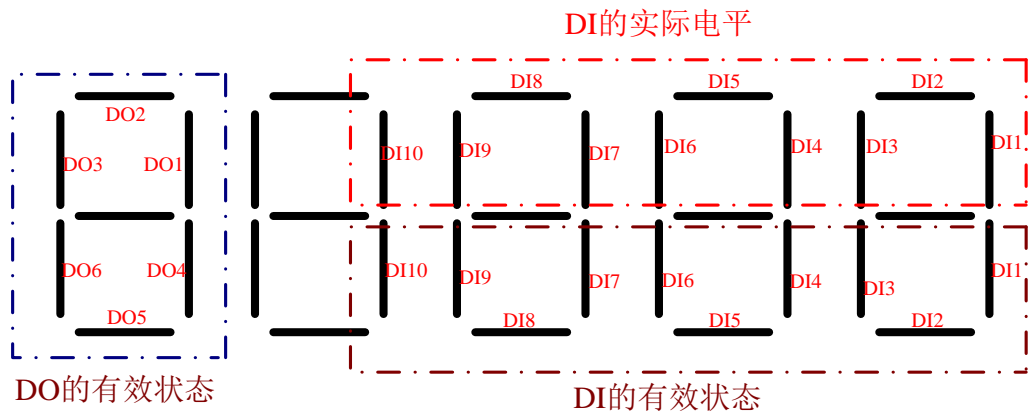 DI的实际电平
DI8 DI5 DI2
DO2
DO3 DO1 DI10 DI9 DI7 DI6 DI4 DI3 DI1
DO6 DO4 DI10 DI9 DI7 DI6 DI4 DI3 DI1
DO5 DI8 DI5 DI2
DO的有效状态 DI的有效状态